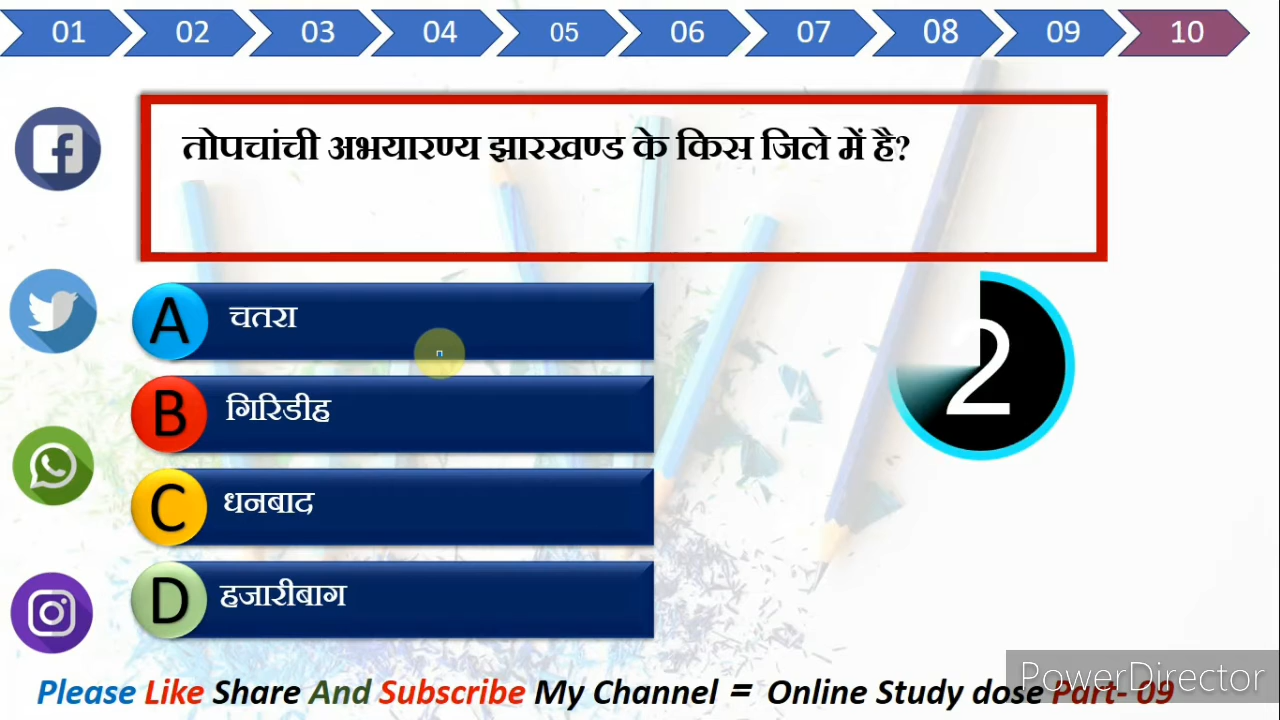 01 02 03 04 05 06 07 08 09 10
तोपचांची अभयारण्य झारखण्ड के किस जिले में है?
A चतरा
B गिरिडीह
C धनबाद
D हजारीबाग
2
Please Like Share And Subscribe My Channel = Online Study dose Part- 09
PowerDirector